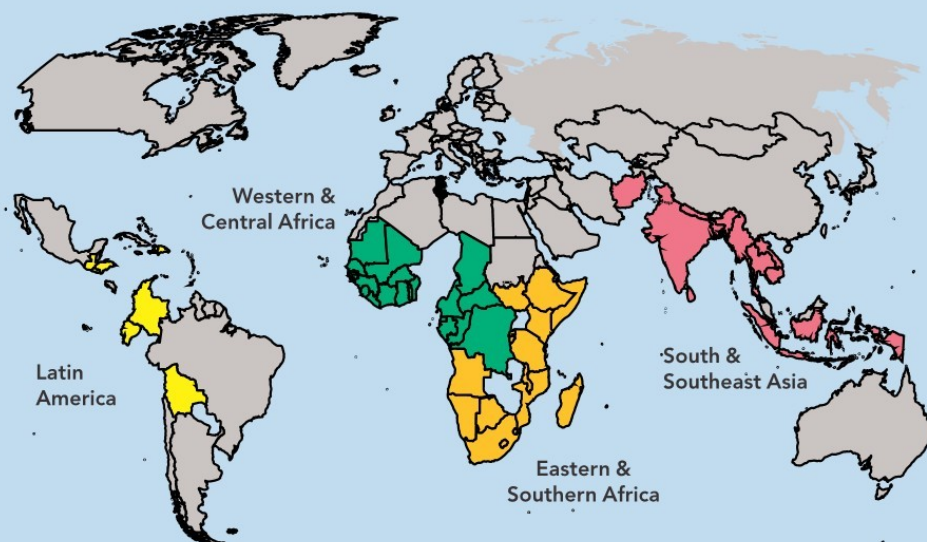 Western &
Central Africa
Latin
America
South &
Southeast Asia
Eastern &
Southern Africa